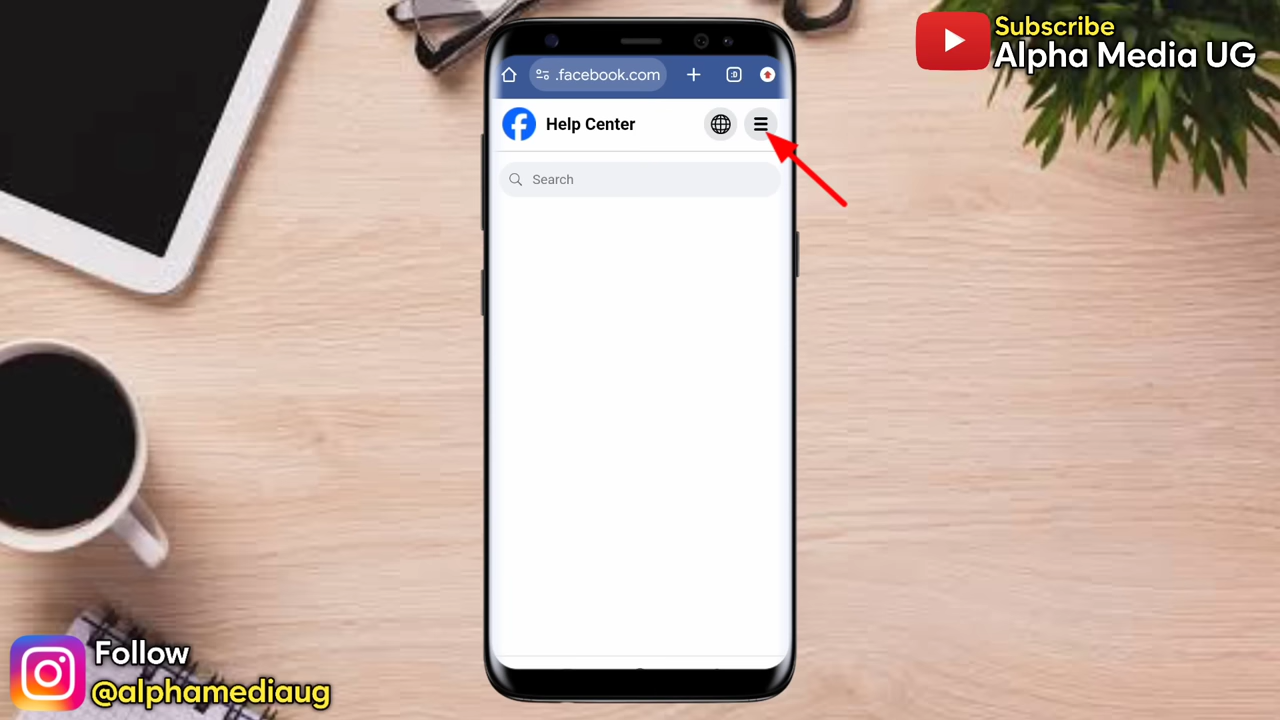 Subscribe
Alpha Media UG
.facebook.com
:D
Help Center
Search
Follow
@alphamediaug